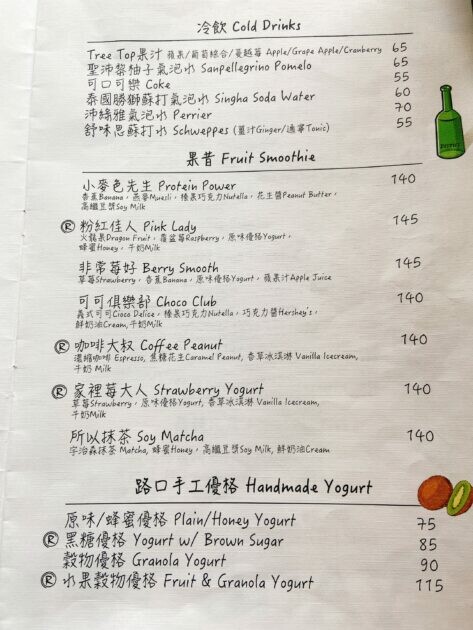 冷飲 Cold Drinks
Tree Top果汁 蘋果/葡萄綜合/蔓越莓 Apple/Grape Apple/Cranberry 65
聖沛黎柚子氣泡水 Sanpellegrino Pomelo 65
可口可樂 Coke 55
泰國勝獅蘇打氣泡水 Singha Soda Water 60
沛綠雅氣泡水 Perrier 70
舒味思蘇打水 Schweppes (薑汁Ginger/通寧Tonic) 55
果昔 Fruit Smoothie
小麥色先生 Protein Power 140
香蕉Banana，燕麥Muesli，榛果巧克力Nutella，花生醬Peanut Butter，
高纖豆漿Soy Milk
® 粉紅佳人 Pink Lady 145
火龍果Dragon Fruit，覆盆莓Raspberry，原味優格Yogurt，
蜂蜜Honey，牛奶Milk
非常莓好 Berry Smooth 145
草莓Strawberry，香蕉Banana，原味優格Yogurt，蘋果汁Apple Juice
可可俱樂部 Choco Club 140
義式可可Cioco Delice，榛果巧克力Nutella，巧克力醬Hershey's，
鮮奶油Cream,牛奶Milk
® 咖啡大叔 Coffee Peanut 140
濃縮咖啡 Espresso, 焦糖花生Caramel Peanut, 香草冰淇淋 Vanilla Icecream,
牛奶 Milk
® 家裡莓大人 Strawberry Yogurt 140
草莓Strawberry，原味優格Yogurt, 香草冰淇淋 Vanilla Icecream,
牛奶Milk
所以抹茶 Soy Matcha 140
宇治森抹茶 Matcha, 蜂蜜Honey，高纖豆漿Soy Milk, 鮮奶油Cream
路口手工優格 Handmade Yogurt
原味/蜂蜜優格 Plain/Honey Yogurt 75
® 黑糖優格 Yogurt w/ Brown Sugar 85
穀物優格 Granola Yogurt 90
® 水果穀物優格 Fruit & Granola Yogurt 115